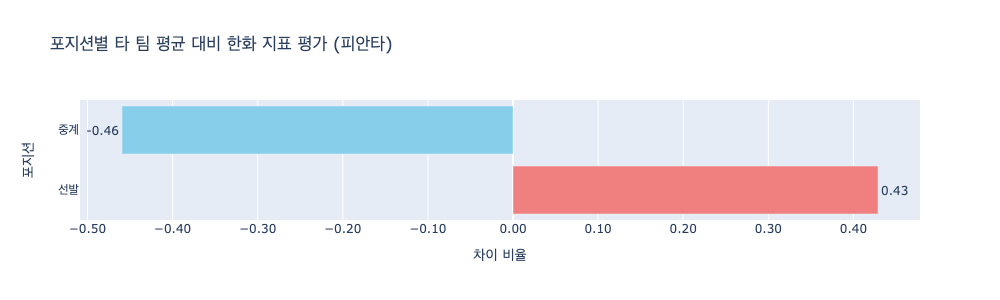 포지션별 타 팀 평균 대비 한화 지표 평가 (피안타)
포지션
중계
-0.46
선발
0.43
−0.50 −0.40 −0.30 −0.20 −0.10 0.00 0.10 0.20 0.30 0.40
차이 비율